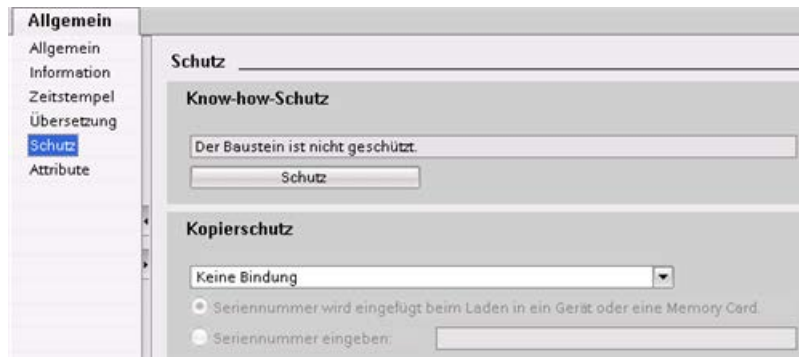 Allgemein
Allgemein
Information
Zeitstempel
Übersetzung
Schutz
Attribute
Schutz
Know-how-Schutz
Der Baustein ist nicht geschützt.
Schutz
Kopierschutz
Keine Bindung
Seriennummer wird eingefügt beim Laden in ein Gerät oder eine Memory Card.
Seriennummer eingeben: